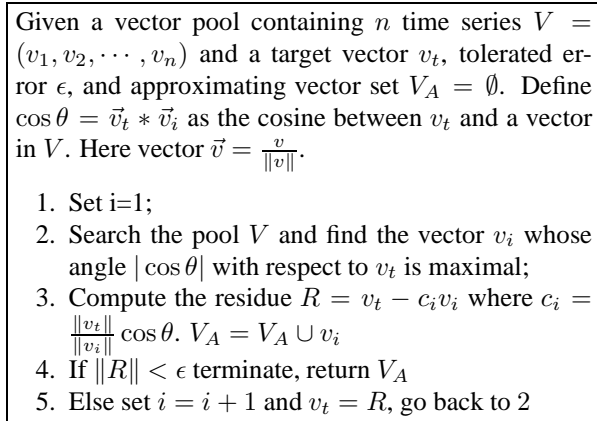 Given a vector pool containing n time series V =
(v₁, v₂, ⋯ , vₙ) and a target vector vₜ, tolerated er-
ror ϵ, and approximating vector set V_A = ∅. Define
cos θ = v⃗ₜ ∗ v⃗ᵢ as the cosine between vₜ and a vector
in V. Here vector v⃗ = v/‖v‖.
1. Set i=1;
2. Search the pool V and find the vector vᵢ whose
angle | cos θ| with respect to vₜ is maximal;
3. Compute the residue R = vₜ − cᵢvᵢ where cᵢ =
‖vₜ‖/‖vᵢ‖ cos θ. V_A = V_A ∪ vᵢ
4. If ‖R‖ < ϵ terminate, return V_A
5. Else set i = i + 1 and vₜ = R, go back to 2